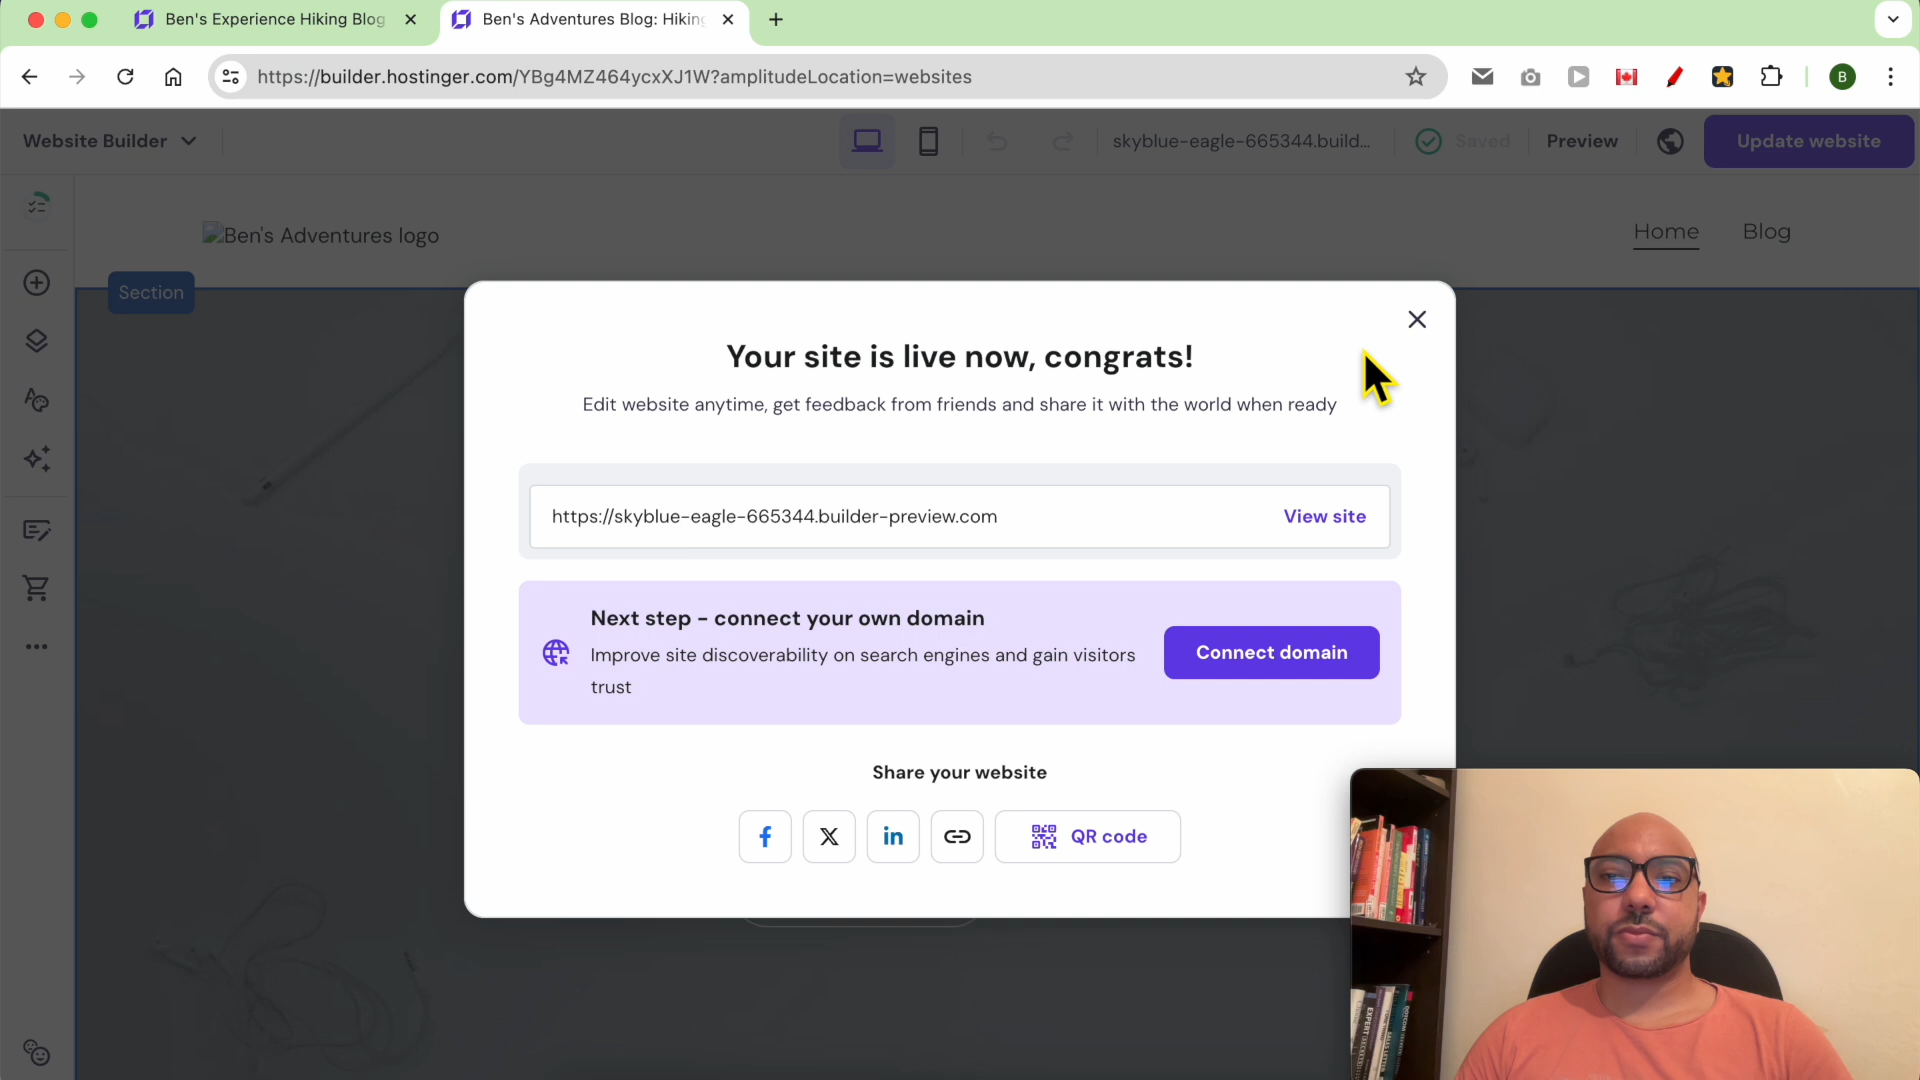 Ben's Experience Hiking Blog
Ben's Adventures Blog: Hiking
https://builder.hostinger.com/YBg4MZ464ycxXJ1W?amplitudeLocation=websites
B
Website Builder
skyblue-eagle-665344.build...
Saved
Preview
Update website
Ben's Adventures logo
Home
Blog
Section
Your site is live now, congrats!
Edit website anytime, get feedback from friends and share it with the world when ready
https://skyblue-eagle-665344.builder-preview.com
View site
Next step - connect your own domain
Improve site discoverability on search engines and gain visitors
trust
Connect domain
Share your website
QR code